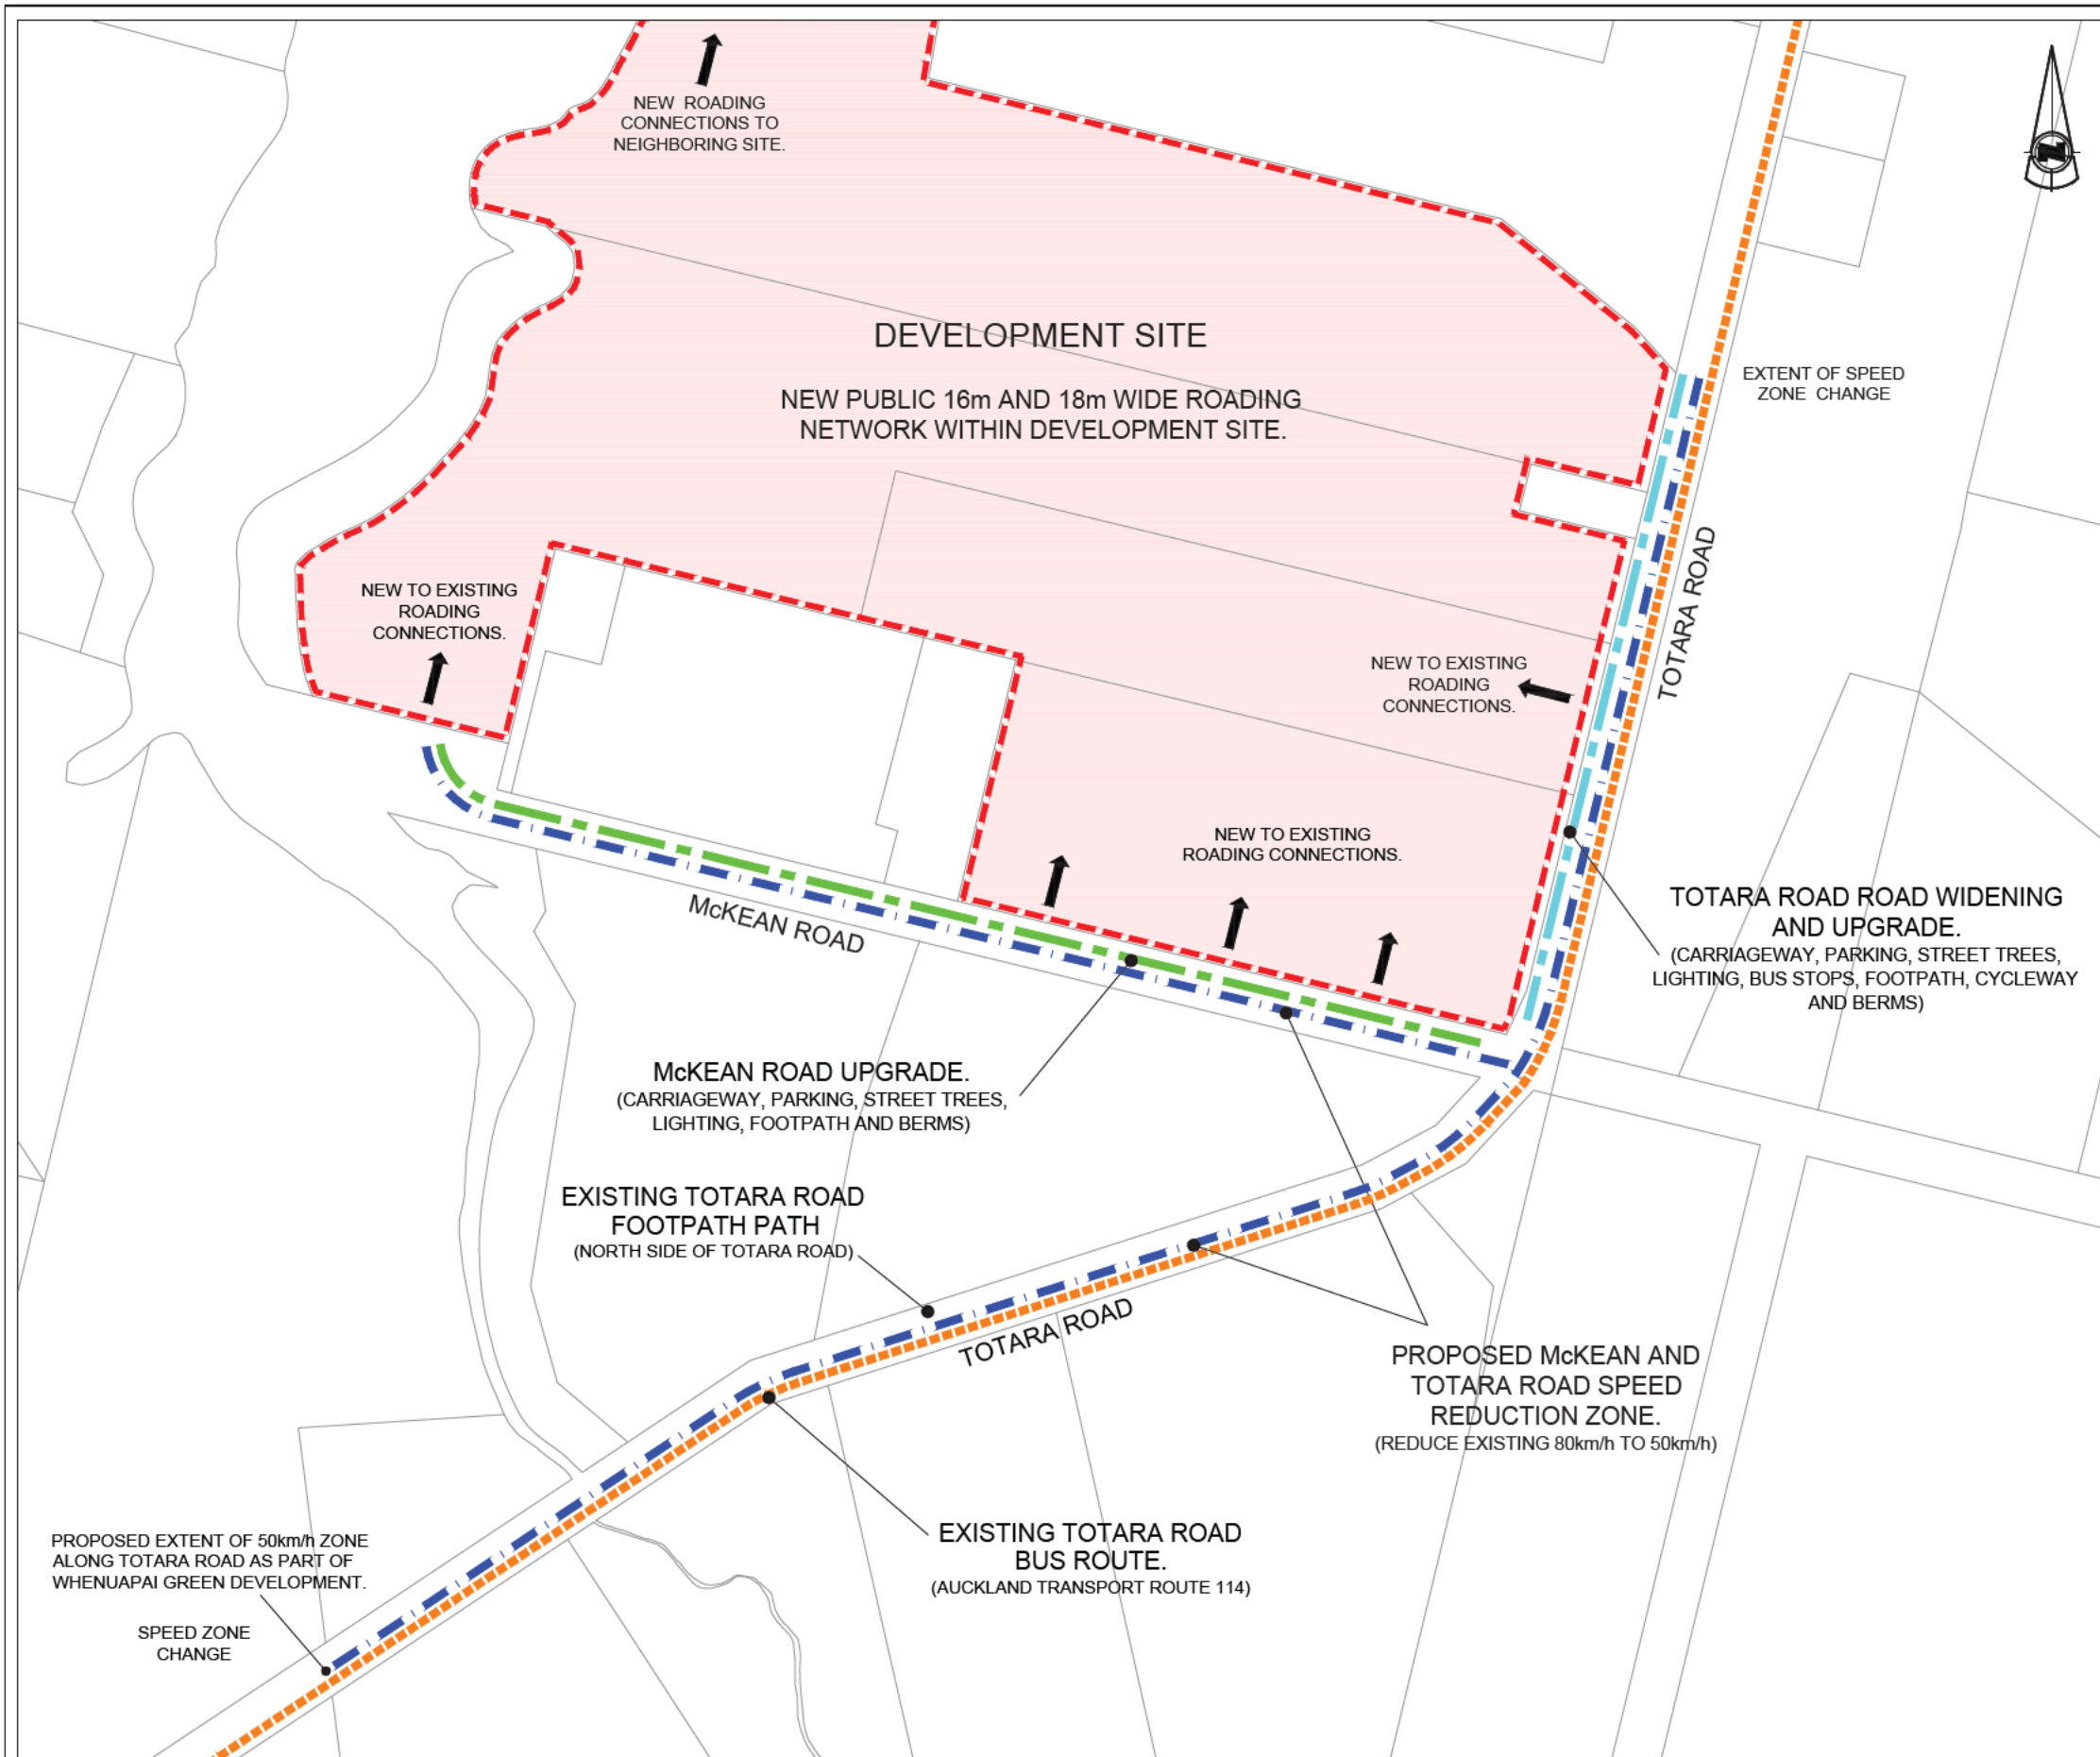 NEW ROADING
CONNECTIONS TO
NEIGHBORING SITE.
N
DEVELOPMENT SITE
NEW PUBLIC 16m AND 18m WIDE ROADING
NETWORK WITHIN DEVELOPMENT SITE.
EXTENT OF SPEED
ZONE CHANGE
NEW TO EXISTING
ROADING
CONNECTIONS.
TOTARA ROAD
NEW TO EXISTING
ROADING
CONNECTIONS.
NEW TO EXISTING
ROADING CONNECTIONS.
McKEAN ROAD
TOTARA ROAD ROAD WIDENING
AND UPGRADE.
(CARRIAGEWAY, PARKING, STREET TREES,
LIGHTING, BUS STOPS, FOOTPATH, CYCLEWAY
AND BERMS)
McKEAN ROAD UPGRADE.
(CARRIAGEWAY, PARKING, STREET TREES,
LIGHTING, FOOTPATH AND BERMS)
EXISTING TOTARA ROAD
FOOTPATH PATH
(NORTH SIDE OF TOTARA ROAD)
TOTARA ROAD
PROPOSED McKEAN AND
TOTARA ROAD SPEED
REDUCTION ZONE.
(REDUCE EXISTING 80km/h TO 50km/h)
EXISTING TOTARA ROAD
BUS ROUTE.
(AUCKLAND TRANSPORT ROUTE 114)
PROPOSED EXTENT OF 50km/h ZONE
ALONG TOTARA ROAD AS PART OF
WHENUAPAI GREEN DEVELOPMENT.
SPEED ZONE
CHANGE